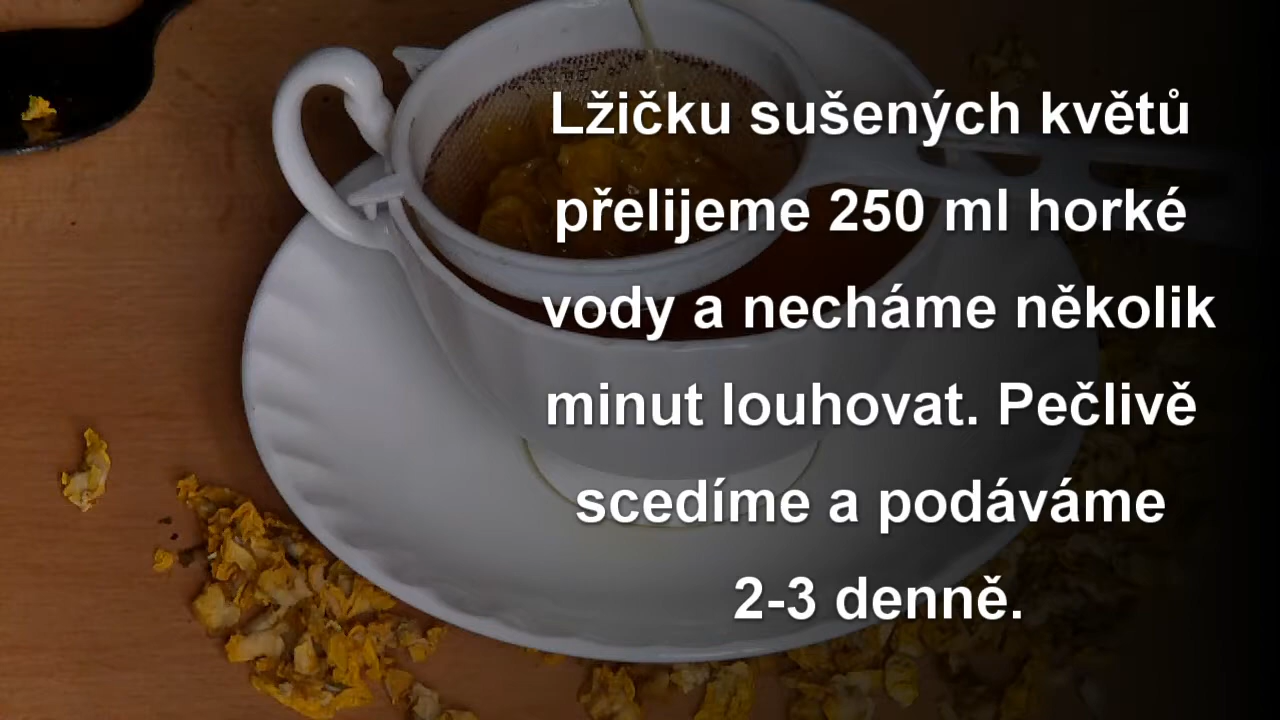 Lžičku sušených květů
přelijeme 250 ml horké
vody a necháme několik
minut louhovat. Pečlivě
scedíme a podáváme
2-3 denně.